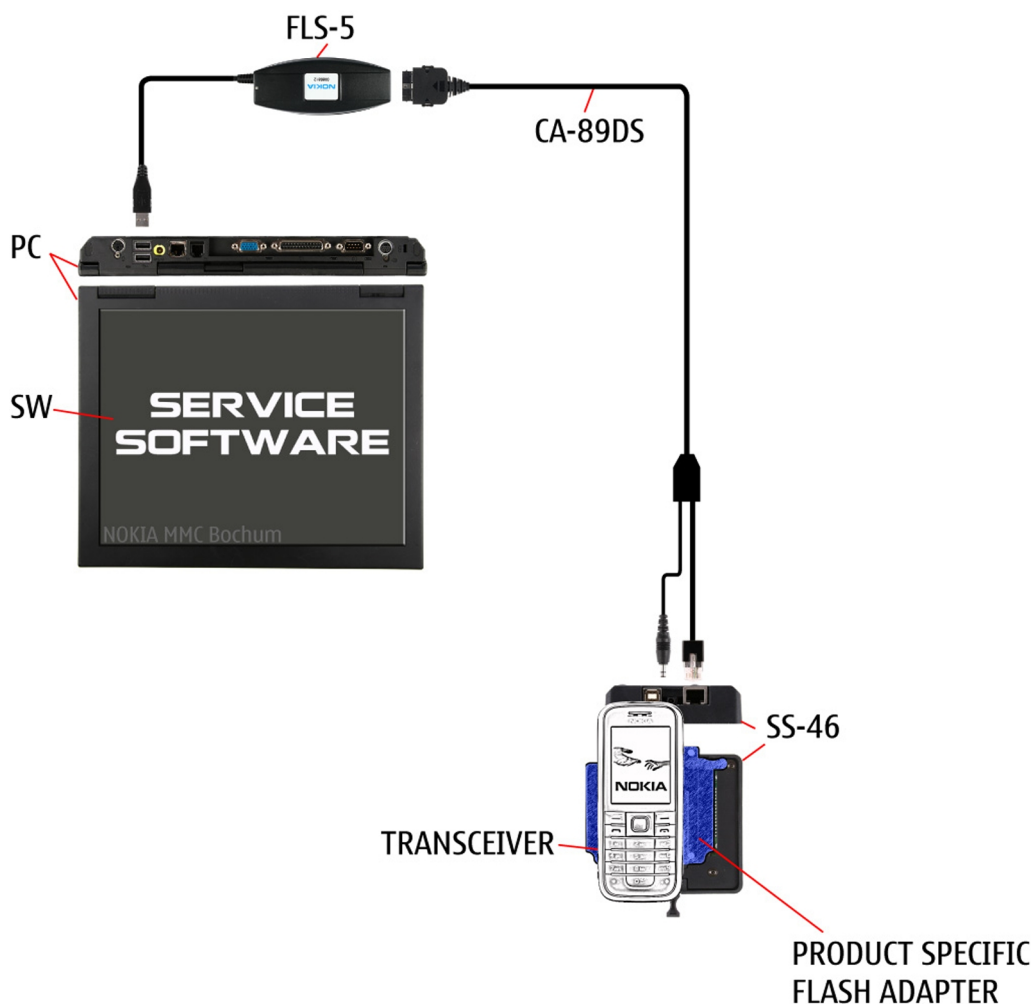 FLS-5
NOKIA
CA-89DS
PC
SW
SERVICE
SOFTWARE
NOKIA MMC Bochum
SS-46
NOKIA
TRANSCEIVER
PRODUCT SPECIFIC
FLASH ADAPTER